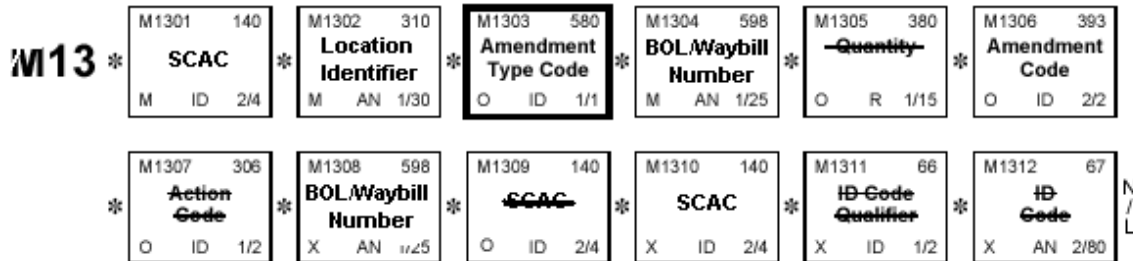 M13 * M1301 140 * M1302 310 * M1303 580 * M1304 598 * M1305 380 * M1306 393
SCAC Location Identifier Amendment Type Code BOL/Waybill Number Quantity Amendment Code
M ID 2/4 M AN 1/30 O ID 1/1 M AN 1/25 O R 1/15 O ID 2/2
* M1307 306 * M1308 598 * M1309 140 * M1310 140 * M1311 66 * M1312 67
Action Code BOL/Waybill Number SCAC SCAC ID Code Qualifier ID Code
O ID 1/2 X AN 1/25 O ID 2/4 X ID 2/4 X ID 1/2 X AN 2/80